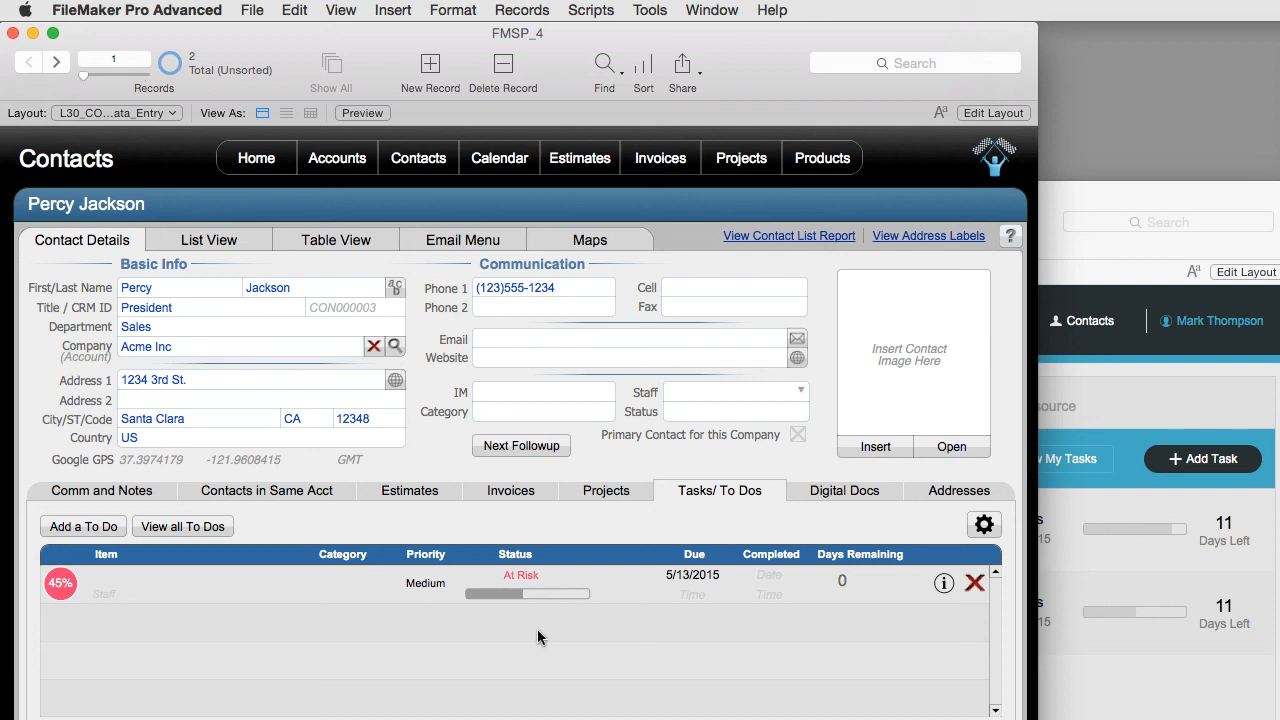 FileMaker Pro Advanced File Edit View Insert Format Records Scripts Tools Window Help
FMSP_4
1
2
Total (Unsorted)
Records
Show All
New Record
Delete Record
Find
Sort
Share
Search
Layout: L30_CO...ata_Entry View As: Preview Aa Edit Layout
Contacts
Home Accounts Contacts Calendar Estimates Invoices Projects Products
Percy Jackson
Contact Details List View Table View Email Menu Maps
View Contact List Report View Address Labels ?
Basic Info
First/Last Name Percy Jackson
Title / CRM ID President CON000003
Department Sales
Company Acme Inc
(Account)
Address 1 1234 3rd St.
Address 2
City/ST/Code Santa Clara CA 12348
Country US
Google GPS 37.3974179 -121.9608415 GMT
Communication
Phone 1 (123)555-1234 Cell
Phone 2 Fax
Email
Website
IM Staff
Category Status
Primary Contact for this Company
Next Followup
Insert Contact
Image Here
Insert Open
Comm and Notes Contacts in Same Acct Estimates Invoices Projects Tasks/ To Dos Digital Docs Addresses
Add a To Do View all To Dos
Item Category Priority Status Due Completed Days Remaining
45% Staff Medium At Risk 5/13/2015 Time Date Time 0
Search
Aa Edit Layout
Contacts Mark Thompson
ource
w My Tasks + Add Task
s
15
11
Days Left
s
15
11
Days Left